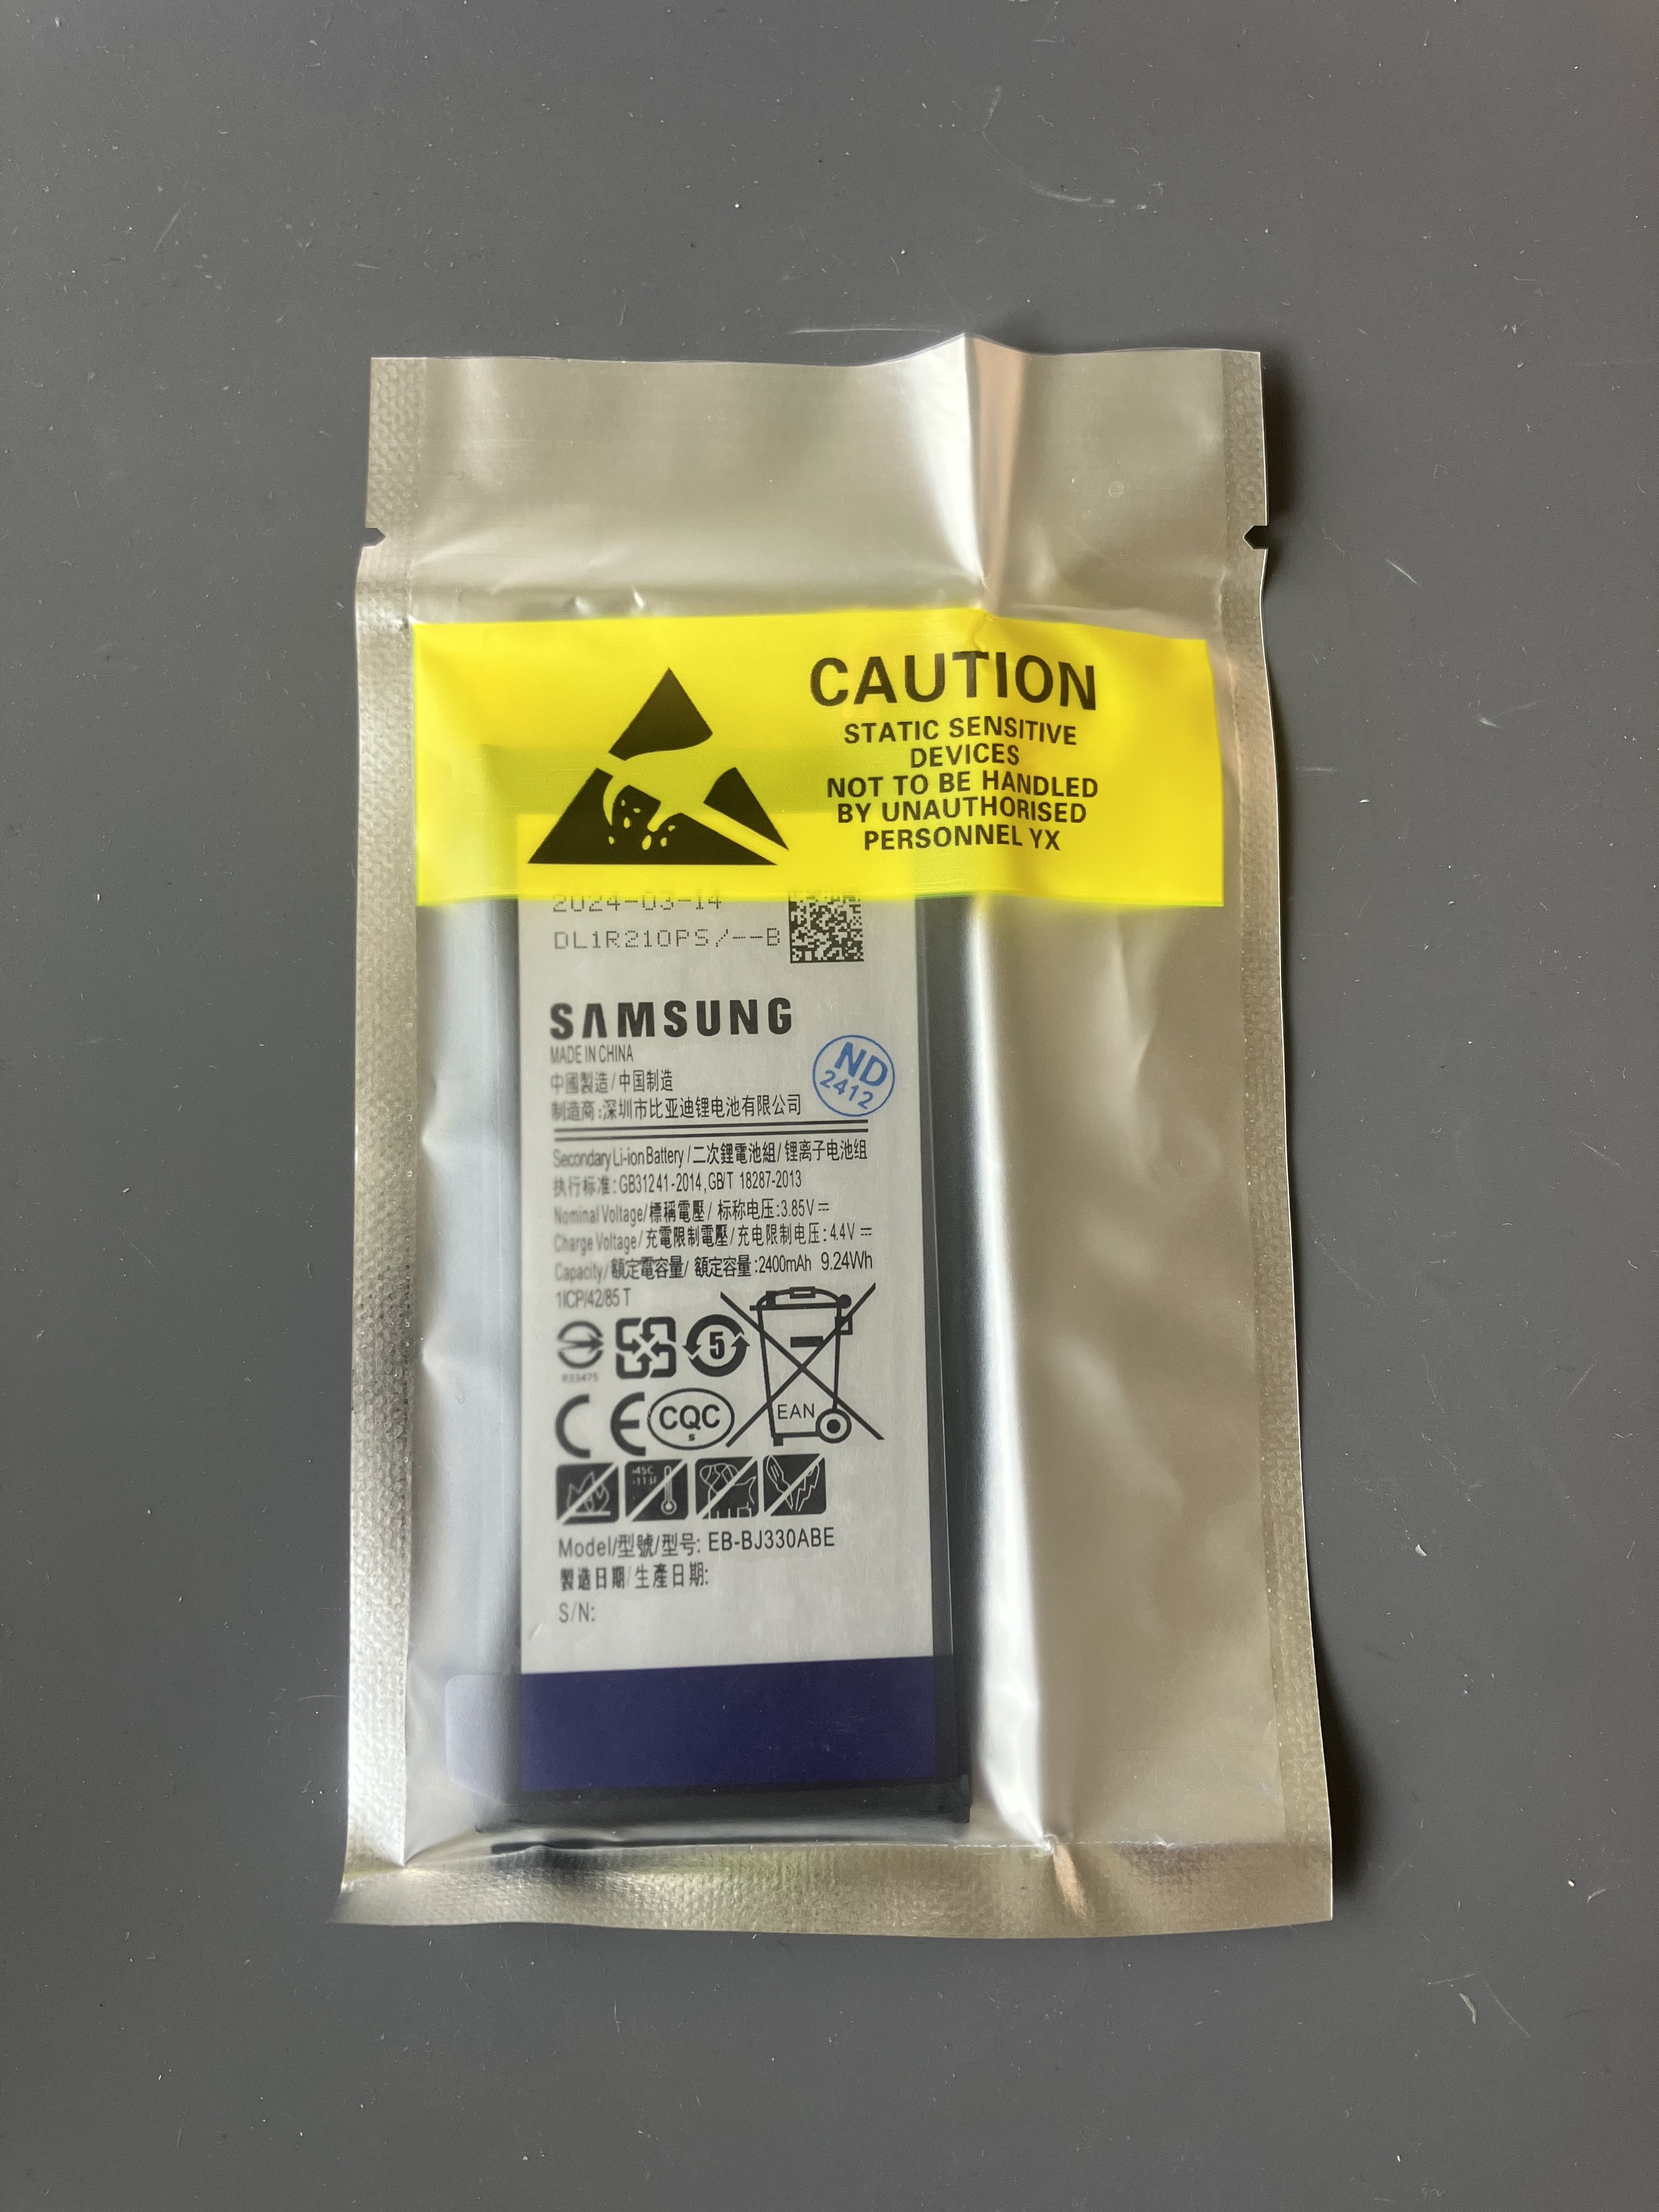 CAUTION
STATIC SENSITIVE
DEVICES
NOT TO BE HANDLED
BY UNAUTHORISED
PERSONNEL YX
2024-03-14
DL1R210PS/--B
SAMSUNG
MADE IN CHINA
中國製造/中国制造
制造商:深圳市比亚迪锂电池有限公司
ND
2412
Secondary Li-ion Battery/二次鋰電池組/锂离子电池组
执行标准:GB31241-2014,GB/T 18287-2013
Nominal Voltage/標稱電壓/标称电压:3.85V⎓
Charge Voltage/充電限制電壓/充电限制电压:4.4V⎓
Capacity/額定電容量/額定容量:2400mAh 9.24Wh
1ICP/42/85 T
R33475
5
CE
CQC
S
EAN
Model/型號/型号: EB-BJ330ABE
製造日期/生產日期:
S/N: